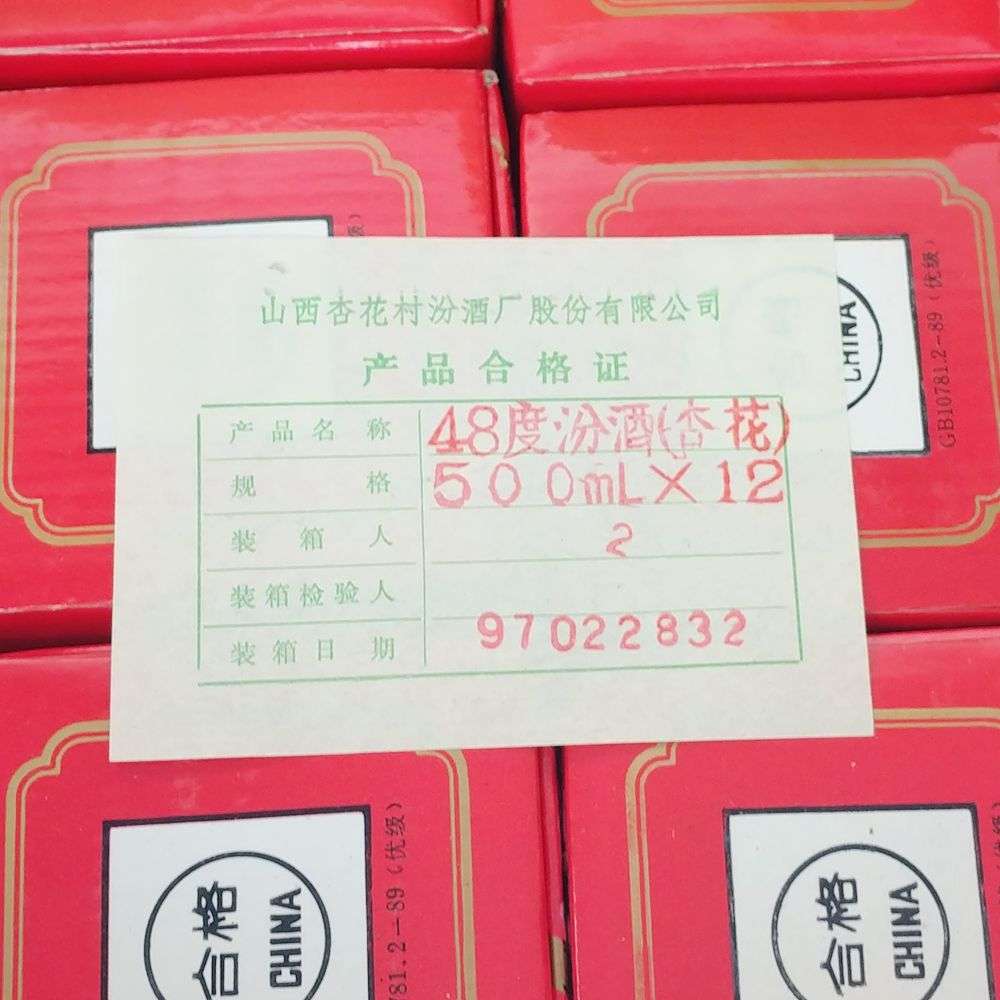 山西杏花村汾酒厂股份有限公司
产品合格证
产品名称 48度汾酒(杏花)
规格 500mL×12
装箱人 2
装箱检验人
装箱日期 97022832
CHINA
GB10781.2-89(优级)
合格
CHINA
781.2-89(优级)
合格
CHINA